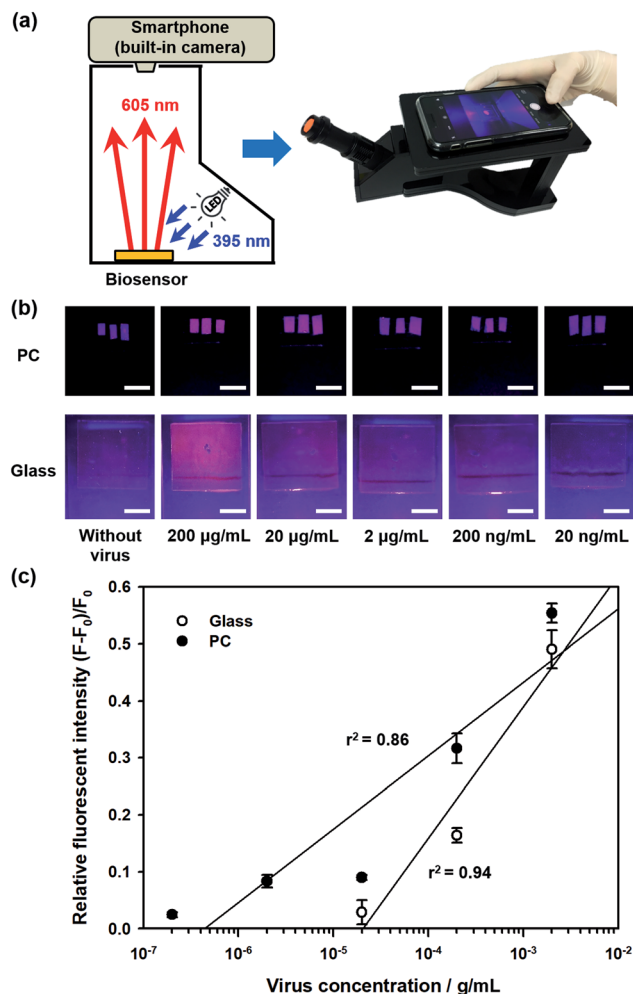 (a)
Smartphone
(built-in camera)
605 nm
LED
395 nm
Biosensor
(b)
PC
Glass
Without
virus
200 µg/mL
20 µg/mL
2 µg/mL
200 ng/mL
20 ng/mL
(c)
Relative fluorescent intensity (F-F₀)/F₀
0.6
0.5
0.4
0.3
0.2
0.1
0.0
Glass
PC
r² = 0.86
r² = 0.94
10⁻⁷
10⁻⁶
10⁻⁵
10⁻⁴
10⁻³
10⁻²
Virus concentration / g/mL